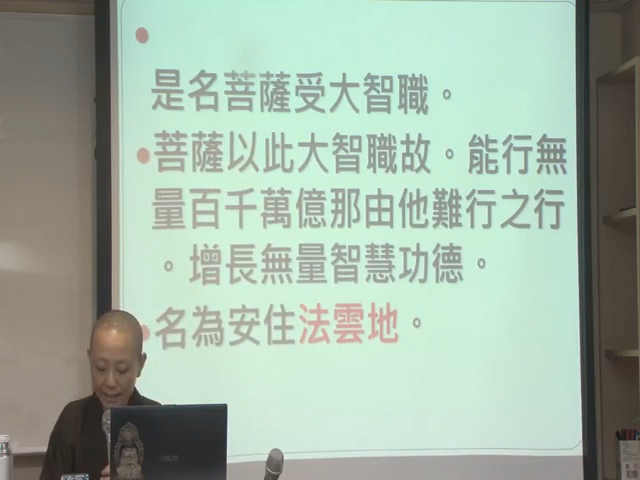 是名菩薩受大智職。
菩薩以此大智職故。能行無
量百千萬億那由他難行之行
。增長無量智慧功德。
名為安住法雲地。
ASUS